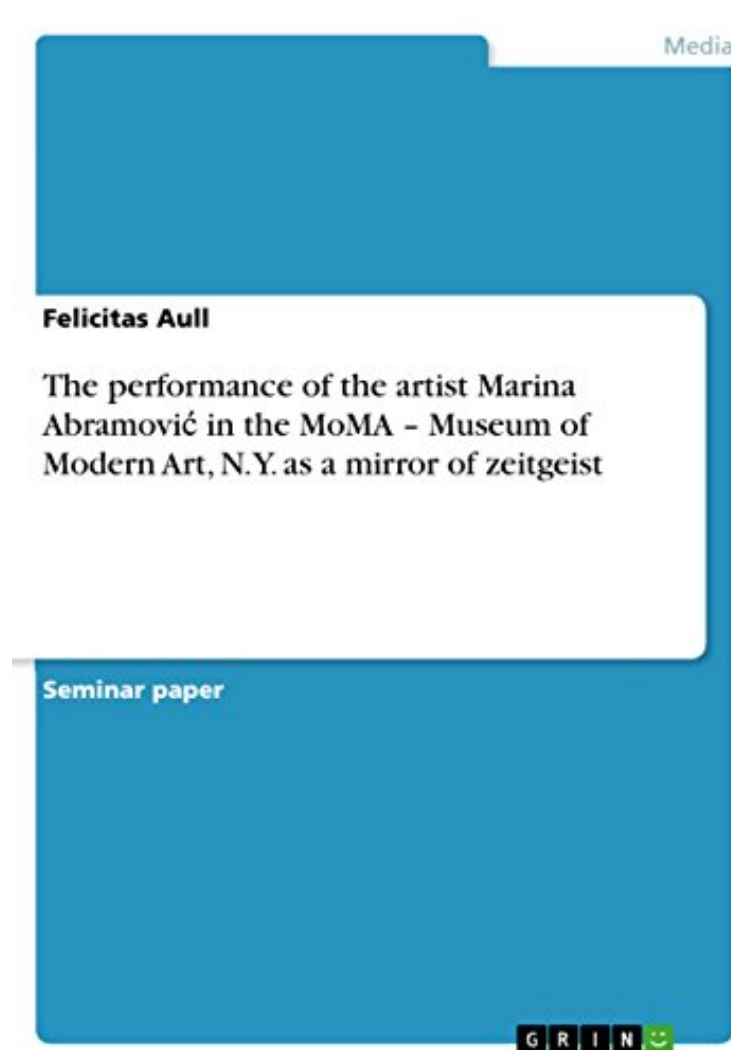 Media
Felicitas Aull
The performance of the artist Marina
Abramović in the MoMA – Museum of
Modern Art, N.Y. as a mirror of zeitgeist
Seminar paper
GRIN